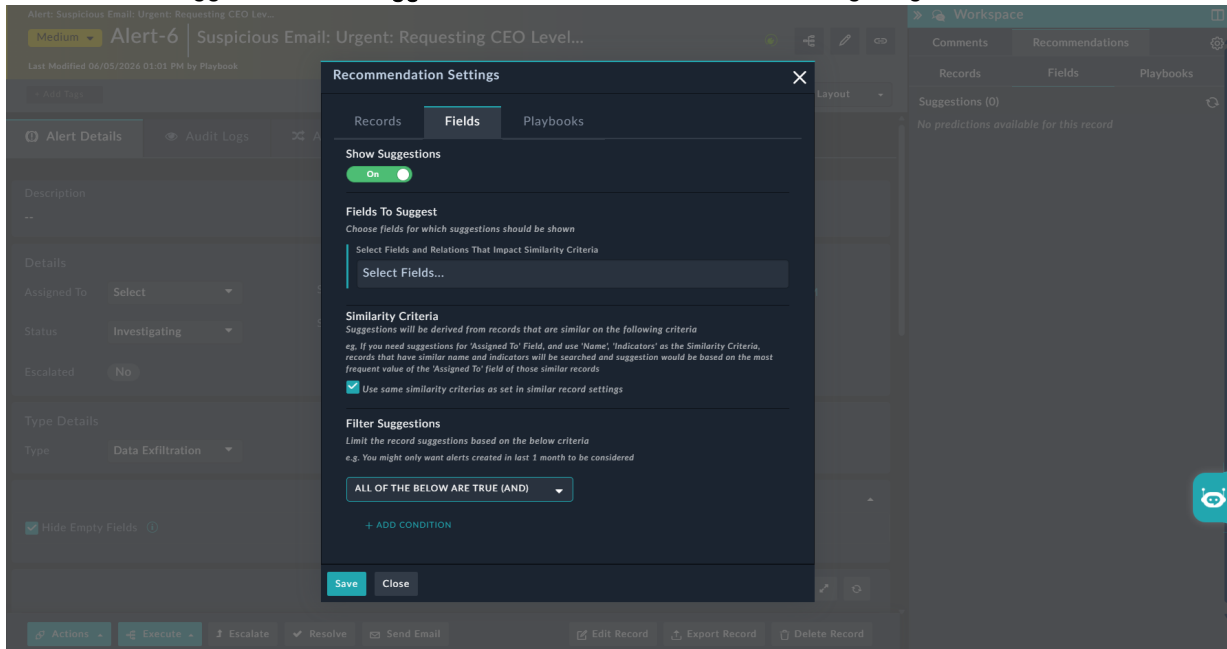 Alert: Suspicious Email: Urgent: Requesting CEO Lev...
Medium
Alert-6
Suspicious Email: Urgent: Requesting CEO Level...
Last Modified 06/05/2026 01:01 PM by Playbook
+ Add Tags
Layout
Alert Details
Audit Logs
Description
--
Details
Assigned To
Select
Status
Investigating
Escalated
No
Type Details
Type
Data Exfiltration
Hide Empty Fields
Actions
Execute
Escalate
Resolve
Send Email
Edit Record
Export Record
Delete Record
Recommendation Settings
Records
Fields
Playbooks
Show Suggestions
On
Fields To Suggest
Choose fields for which suggestions should be shown
Select Fields and Relations That Impact Similarity Criteria
Select Fields...
Similarity Criteria
Suggestions will be derived from records that are similar on the following criteria
eg, If you need suggestions for 'Assigned To' Field, and use 'Name', 'Indicators' as the Similarity Criteria,
records that have similar name and indicators will be searched and suggestion would be based on the most
frequent value of the 'Assigned To' field of those similar records
Use same similarity criterias as set in similar record settings
Filter Suggestions
Limit the record suggestions based on the below criteria
e.g. You might only want alerts created in last 1 month to be considered
ALL OF THE BELOW ARE TRUE (AND)
+ ADD CONDITION
Save
Close
Workspace
Comments
Recommendations
Records
Fields
Playbooks
Suggestions (0)
No predictions available for this record